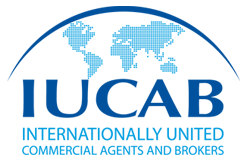 IUCAB
INTERNATIONALLY UNITED
COMMERCIAL AGENTS AND BROKERS